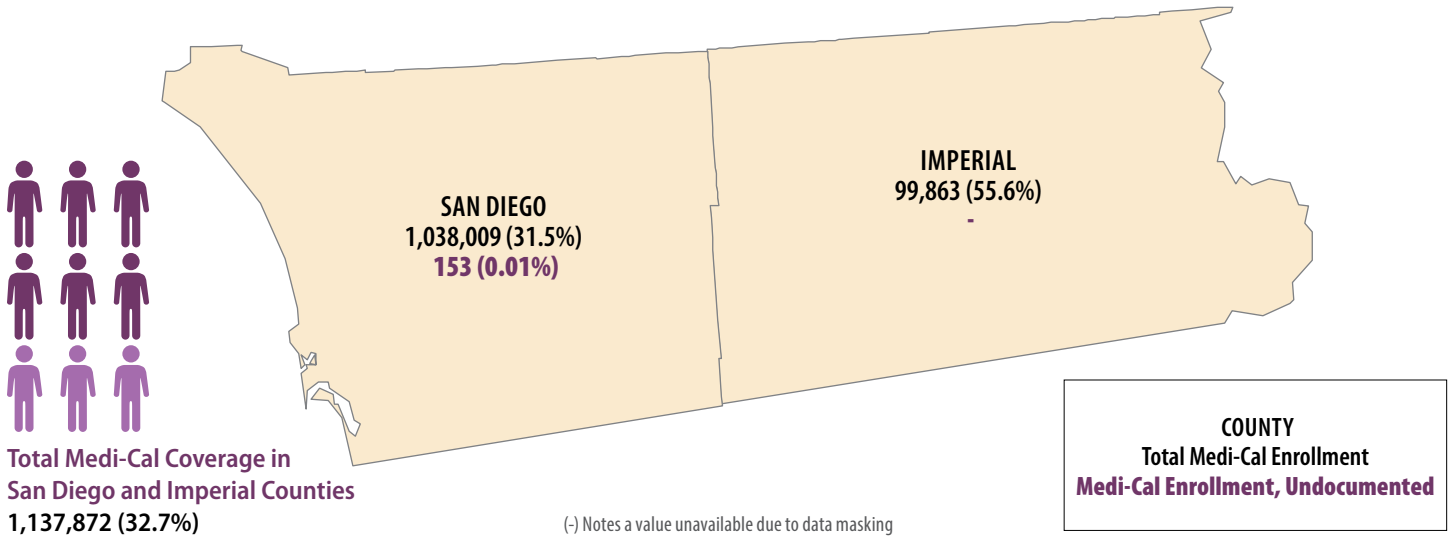 SAN DIEGO
1,038,009 (31.5%)
153 (0.01%)
IMPERIAL
99,863 (55.6%)
-
Total Medi-Cal Coverage in
San Diego and Imperial Counties
1,137,872 (32.7%)
(-) Notes a value unavailable due to data masking
COUNTY
Total Medi-Cal Enrollment
Medi-Cal Enrollment, Undocumented